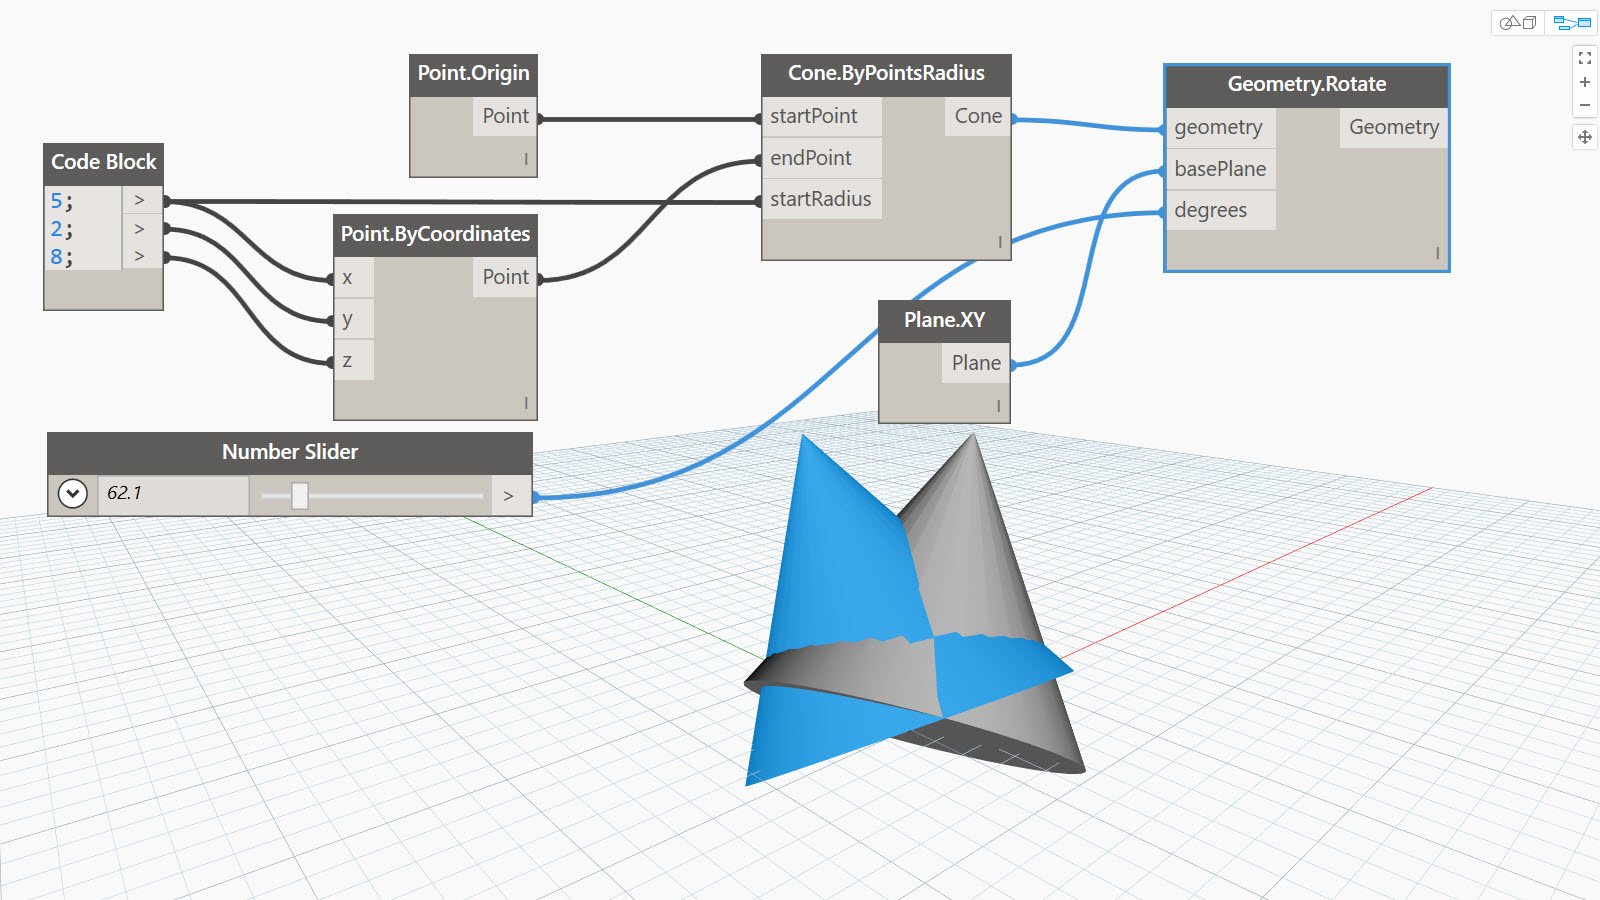 Point.Origin
Point
I
Code Block
5; >
2; >
8; >
Point.ByCoordinates
x
y
z
Point
I
Number Slider
62.1 >
Cone.ByPointsRadius
startPoint
endPoint
startRadius
Cone
I
Plane.XY
Plane
I
Geometry.Rotate
geometry
basePlane
degrees
Geometry
I